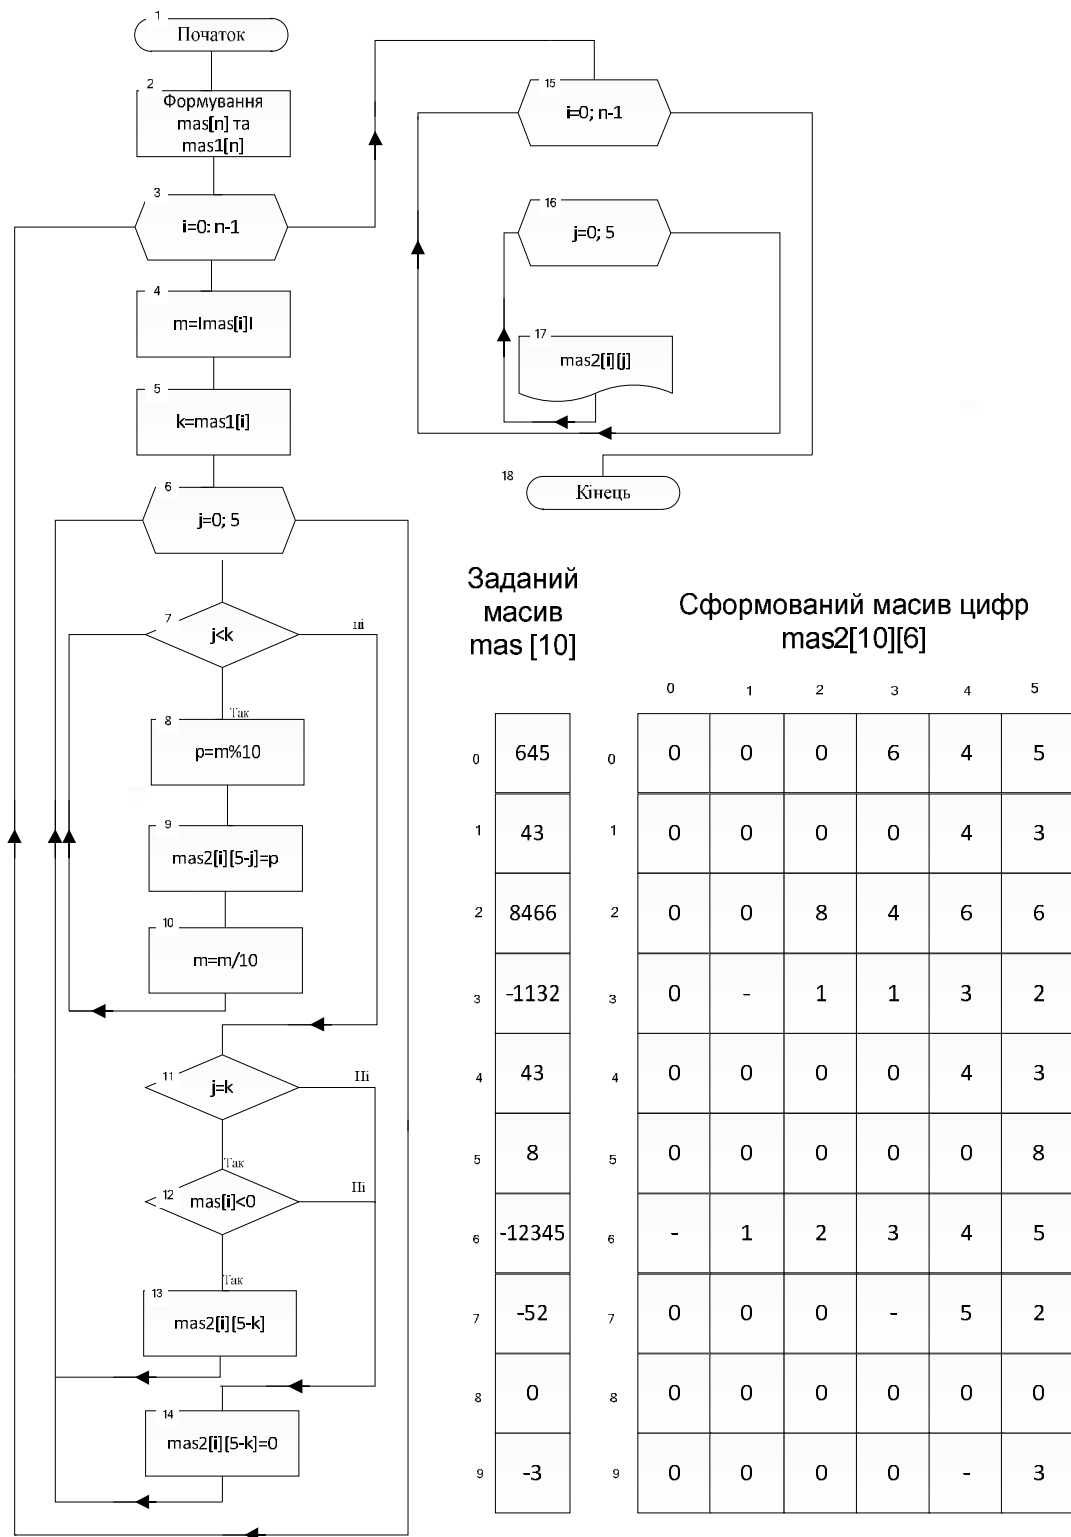 1
Початок
2
Формування
mas[n] та
mas1[n]
3
i=0: n-1
4
m=Imas[i]I
5
k=mas1[i]
6
j=0; 5
7
j<k
ні
Так
8
p=m%10
9
mas2[i][5-j]=p
10
m=m/10
11
j=k
Ні
Так
12
mas[i]<0
Ні
Так
13
mas2[i][5-k]
14
mas2[i][5-k]=0
15
i=0; n-1
16
j=0; 5
17
mas2[i][j]
18
Кінець
Заданий
масив
mas [10]
Сформований масив цифр
mas2[10][6]
0 1 2 3 4 5
0 645 0 0 0 0 6 4 5
1 43 1 0 0 0 0 4 3
2 8466 2 0 0 8 4 6 6
3 -1132 3 0 - 1 1 3 2
4 43 4 0 0 0 0 4 3
5 8 5 0 0 0 0 0 8
6 -12345 6 - 1 2 3 4 5
7 -52 7 0 0 0 - 5 2
8 0 8 0 0 0 0 0 0
9 -3 9 0 0 0 0 - 3